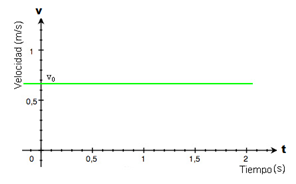 v
Velocidad (m/s)
1
v₀
0,5
0
0,5
1
1,5
2
t
Tiempo(s)